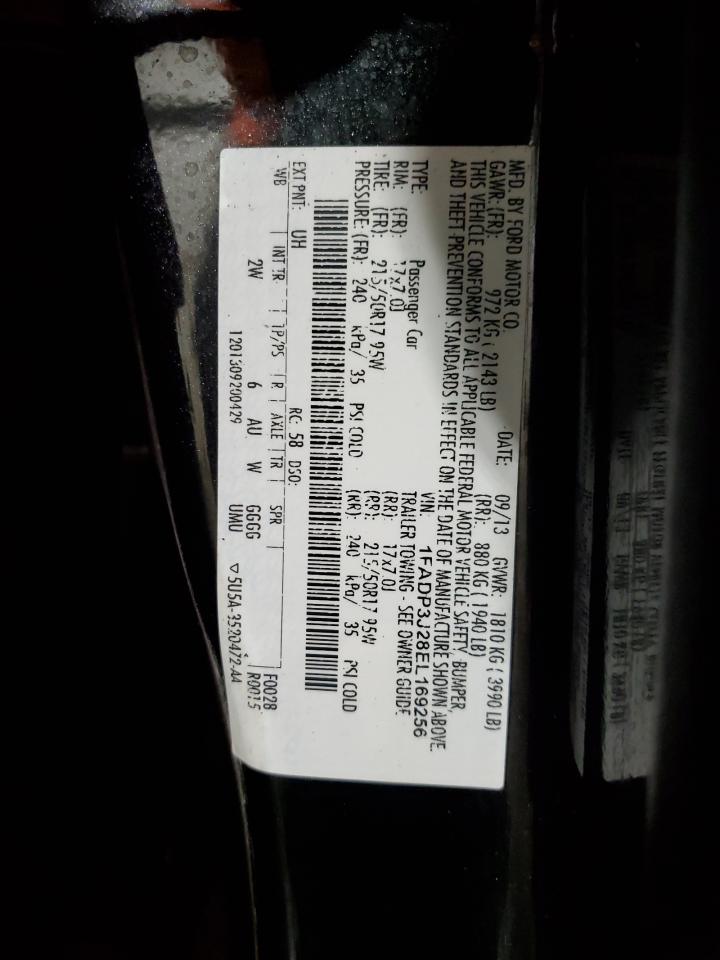 MFD. BY FORD MOTOR CO.
DATE: 09/13 GVWR: 1810 KG ( 3990 LB)
GAWR: (FR): 972 KG ( 2143 LB) (RR): 880 KG ( 1940 LB)
THIS VEHICLE CONFORMS TO ALL APPLICABLE FEDERAL MOTOR VEHICLE SAFETY, BUMPER,
AND THEFT PREVENTION STANDARDS IN EFFECT ON THE DATE OF MANUFACTURE SHOWN ABOVE.
VIN: 1FADP3J28EL169256
TYPE: Passenger Car TRAILER TOWING - SEE OWNER GUIDE
RIM: (FR): 17x7.0J (RR): 17x7.0J
TIRE: (FR): 215/50R17 95W (RR): 215/50R17 95W
PRESSURE: (FR): 240 kPa/ 35 PSI COLD (RR): 240 kPa/ 35 PSI COLD
EXT PNT: UH RC: 58 DSO:
WB INT TR TP/PS R AXLE TR SPR F0028
2W 6 AU W GGGG R0015
1201309200429 UMU ▽5U5A-3520472-AA